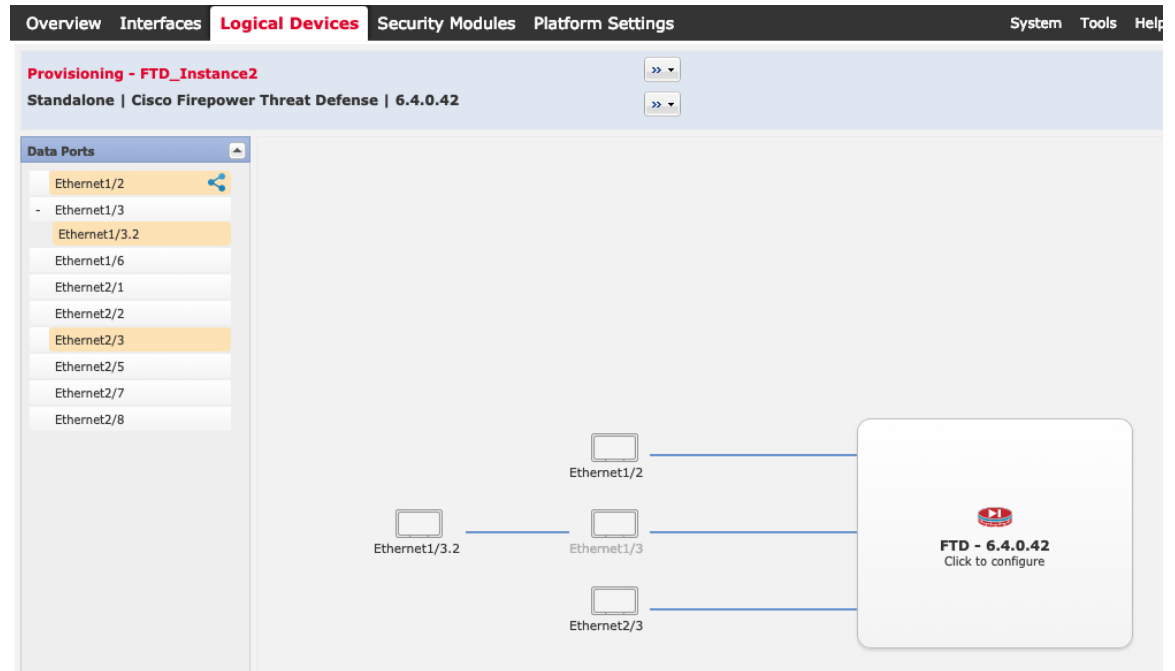 Overview Interfaces Logical Devices Security Modules Platform Settings System Tools Help
Provisioning - FTD_Instance2
Standalone | Cisco Firepower Threat Defense | 6.4.0.42
Data Ports
Ethernet1/2
- Ethernet1/3
Ethernet1/3.2
Ethernet1/6
Ethernet2/1
Ethernet2/2
Ethernet2/3
Ethernet2/5
Ethernet2/7
Ethernet2/8
Ethernet1/2
Ethernet1/3.2
Ethernet1/3
Ethernet2/3
FTD - 6.4.0.42
Click to configure